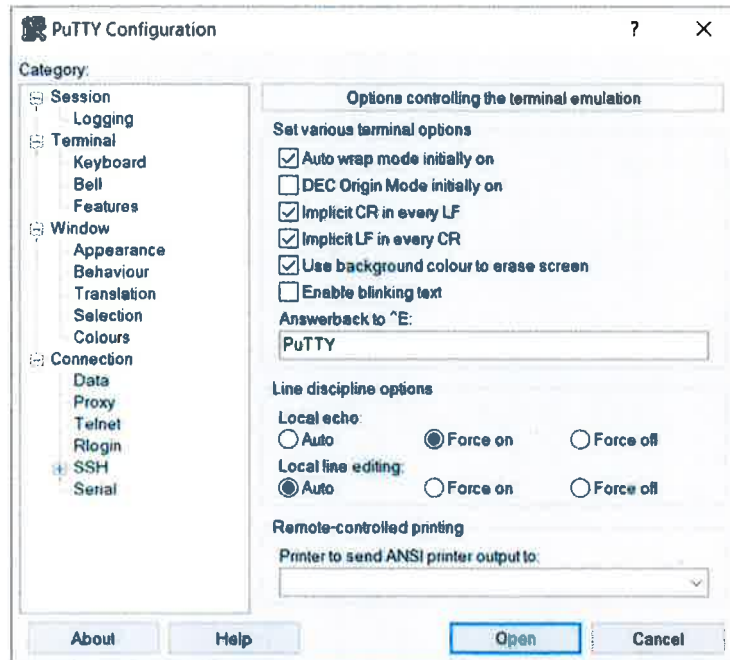 PuTTY Configuration ? X
Category:
Session
Logging
Terminal
Keyboard
Bell
Features
Window
Appearance
Behaviour
Translation
Selection
Colours
Connection
Data
Proxy
Telnet
Rlogin
SSH
Serial
Options controlling the terminal emulation
Set various terminal options
Auto wrap mode initially on
DEC Origin Mode initially on
Implicit CR in every LF
Implicit LF in every CR
Use background colour to erase screen
Enable blinking text
Answerback to ^E:
PuTTY
Line discipline options
Local echo:
Auto Force on Force off
Local line editing:
Auto Force on Force off
Remote-controlled printing
Printer to send ANSI printer output to:
About Help Open Cancel